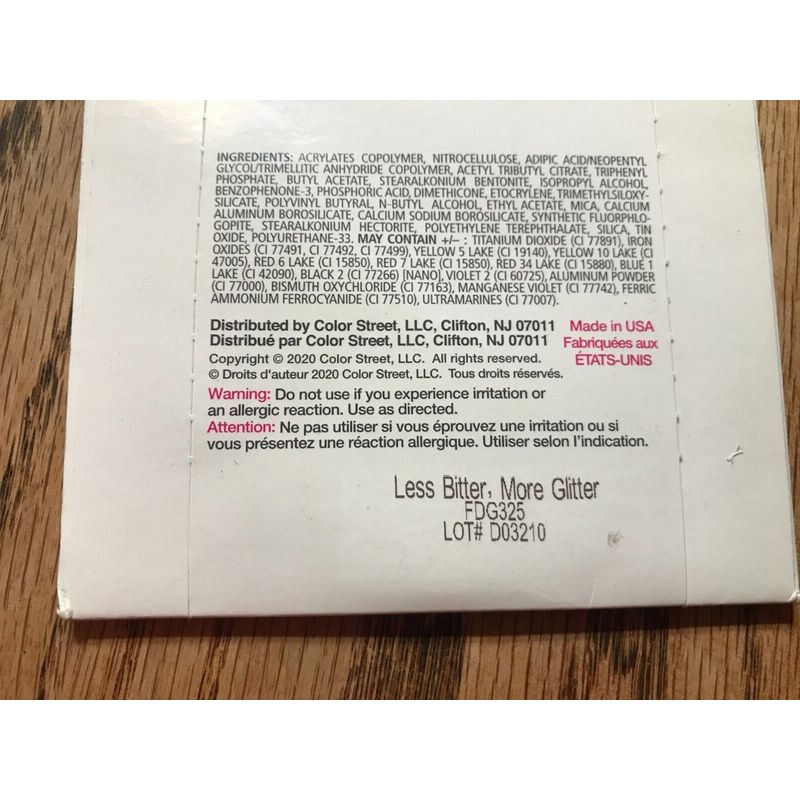 INGREDIENTS: ACRYLATES COPOLYMER, NITROCELLULOSE, ADIPIC ACID/NEOPENTYL
GLYCOL/TRIMELLITIC ANHYDRIDE COPOLYMER, ACETYL TRIBUTYL CITRATE, TRIPHENYL
PHOSPHATE, BUTYL ACETATE, STEARALKONIUM BENTONITE, ISOPROPYL ALCOHOL,
BENZOPHENONE-3, PHOSPHORIC ACID, DIMETHICONE, ETOCRYLENE, TRIMETHYLSILOXY-
SILICATE, POLYVINYL BUTYRAL, N-BUTYL ALCOHOL, ETHYL ACETATE, MICA, CALCIUM
ALUMINUM BOROSILICATE, CALCIUM SODIUM BOROSILICATE, SYNTHETIC FLUORPHLO-
GOPITE, STEARALKONIUM HECTORITE, POLYETHYLENE TEREPHTHALATE, SILICA, TIN
OXIDE, POLYURETHANE-33. MAY CONTAIN +/– : TITANIUM DIOXIDE (CI 77891), IRON
OXIDES (CI 77491, CI 77492, CI 77499), YELLOW 5 LAKE (CI 19140), YELLOW 10 LAKE (CI
47005), RED 6 LAKE (CI 15850), RED 7 LAKE (CI 15850), RED 34 LAKE (CI 15880), BLUE 1
LAKE (CI 42090), BLACK 2 (CI 77266) [NANO], VIOLET 2 (CI 60725), ALUMINUM POWDER
(CI 77000), BISMUTH OXYCHLORIDE (CI 77163), MANGANESE VIOLET (CI 77742), FERRIC
AMMONIUM FERROCYANIDE (CI 77510), ULTRAMARINES (CI 77007).
Distributed by Color Street, LLC, Clifton, NJ 07011
Distribué par Color Street, LLC, Clifton, NJ 07011
Made in USA
Fabriquées aux
ÉTATS-UNIS
Copyright © 2020 Color Street, LLC. All rights reserved.
© Droits d'auteur 2020 Color Street, LLC. Tous droits réservés.
Warning: Do not use if you experience irritation or
an allergic reaction. Use as directed.
Attention: Ne pas utiliser si vous éprouvez une irritation ou si
vous présentez une réaction allergique. Utiliser selon l'indication.
Less Bitter, More Glitter
FDG325
LOT# D03210